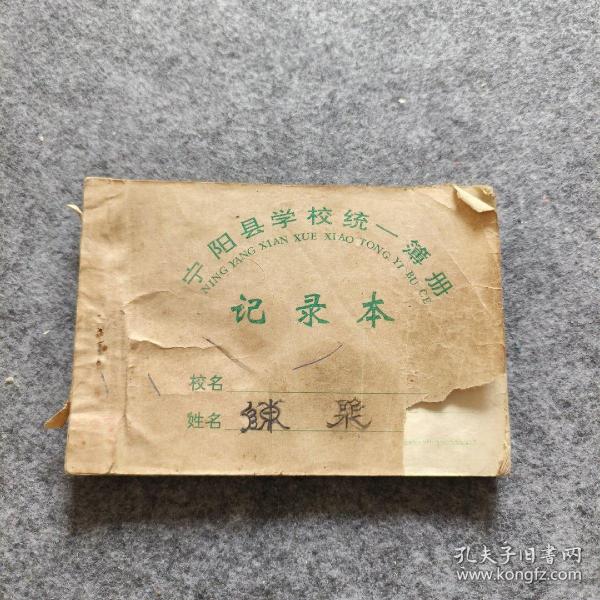 宁阳县学校统一簿册
NING YANG XIAN XUE XIAO TONG YI BU CE
记录本
校名
姓名
孔夫子旧書网
www.kongfz.com